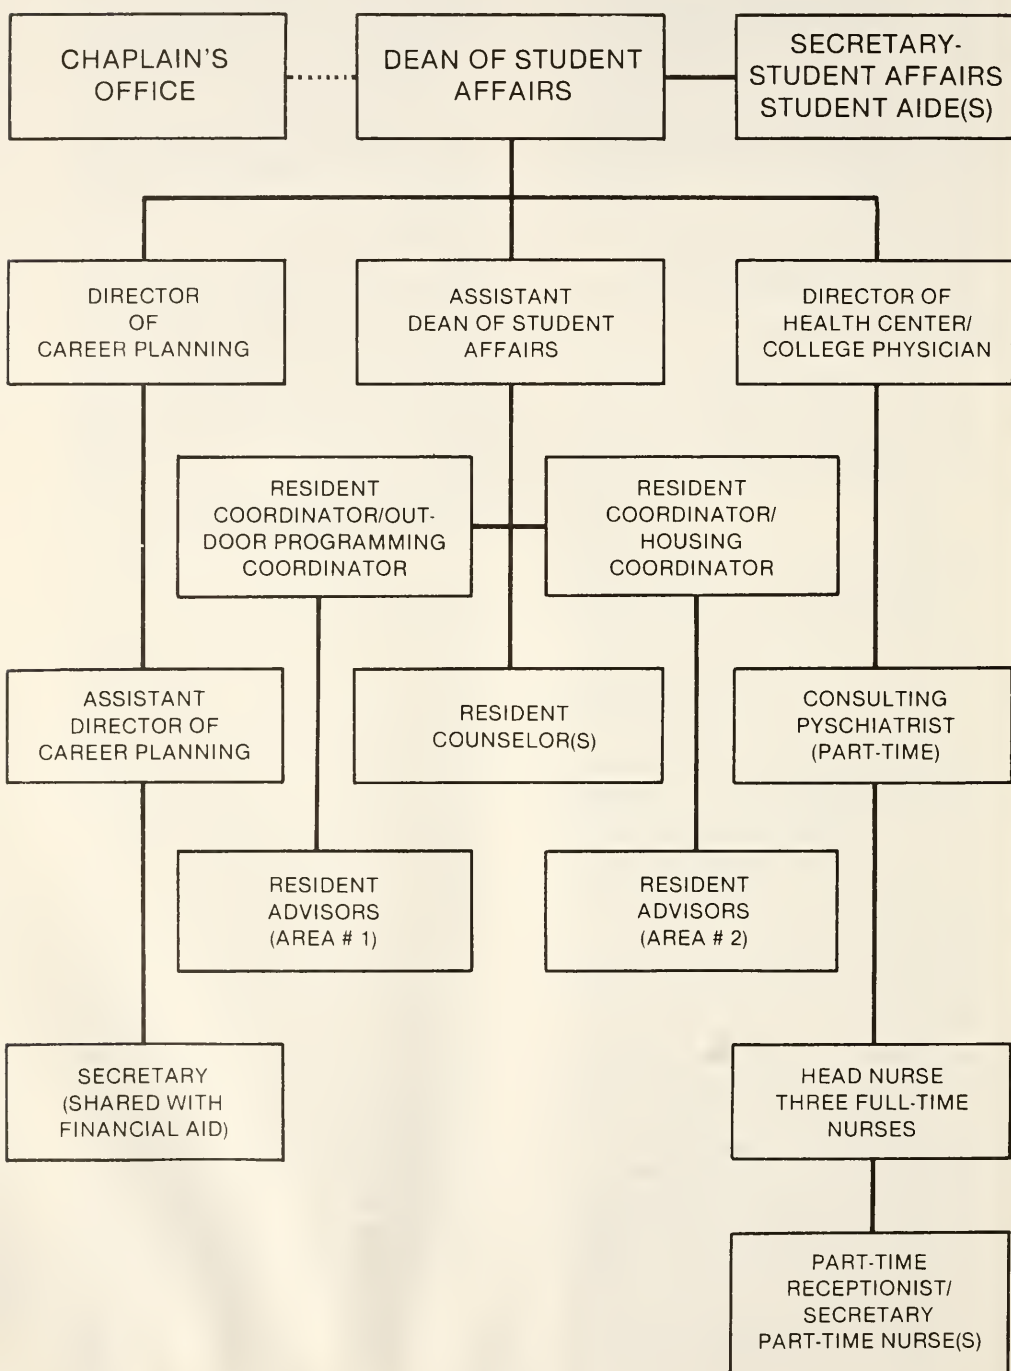 CHAPLAIN'S
OFFICE
DEAN OF STUDENT
AFFAIRS
SECRETARY-
STUDENT AFFAIRS
STUDENT AIDE(S)
DIRECTOR
OF
CAREER PLANNING
ASSISTANT
DEAN OF STUDENT
AFFAIRS
DIRECTOR OF
HEALTH CENTER/
COLLEGE PHYSICIAN
RESIDENT
COORDINATOR/OUT-
DOOR PROGRAMMING
COORDINATOR
RESIDENT
COORDINATOR/
HOUSING
COORDINATOR
ASSISTANT
DIRECTOR OF
CAREER PLANNING
RESIDENT
COUNSELOR(S)
CONSULTING
PYSCHIATRIST
(PART-TIME)
RESIDENT
ADVISORS
(AREA # 1)
RESIDENT
ADVISORS
(AREA # 2)
SECRETARY
(SHARED WITH
FINANCIAL AID)
HEAD NURSE
THREE FULL-TIME
NURSES
PART-TIME
RECEPTIONIST/
SECRETARY
PART-TIME NURSE(S)